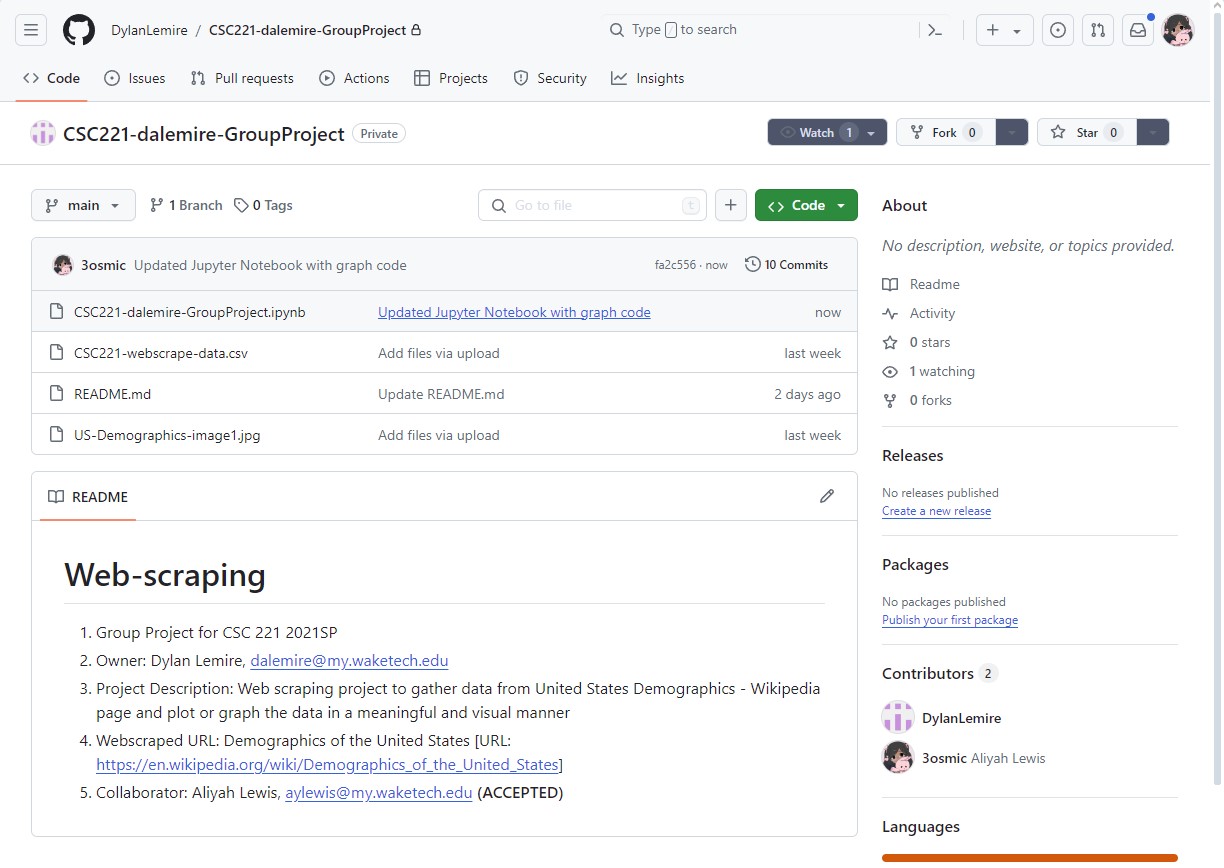 DylanLemire / CSC221-dalemire-GroupProject
Type / to search
Code Issues Pull requests Actions Projects Security Insights
CSC221-dalemire-GroupProject Private
Watch 1 Fork 0 Star 0
main 1 Branch 0 Tags Go to file t Code
3osmic Updated Jupyter Notebook with graph code fa2c556 · now 10 Commits
CSC221-dalemire-GroupProject.ipynb Updated Jupyter Notebook with graph code now
CSC221-webscrape-data.csv Add files via upload last week
README.md Update README.md 2 days ago
US-Demographics-image1.jpg Add files via upload last week
README
Web-scraping
1. Group Project for CSC 221 2021SP
2. Owner: Dylan Lemire, dalemire@my.waketech.edu
3. Project Description: Web scraping project to gather data from United States Demographics - Wikipedia
page and plot or graph the data in a meaningful and visual manner
4. Webscraped URL: Demographics of the United States [URL:
https://en.wikipedia.org/wiki/Demographics_of_the_United_States]
5. Collaborator: Aliyah Lewis, aylewis@my.waketech.edu (ACCEPTED)
About
No description, website, or topics provided.
Readme
Activity
0 stars
1 watching
0 forks
Releases
No releases published
Create a new release
Packages
No packages published
Publish your first package
Contributors 2
DylanLemire
3osmic Aliyah Lewis
Languages